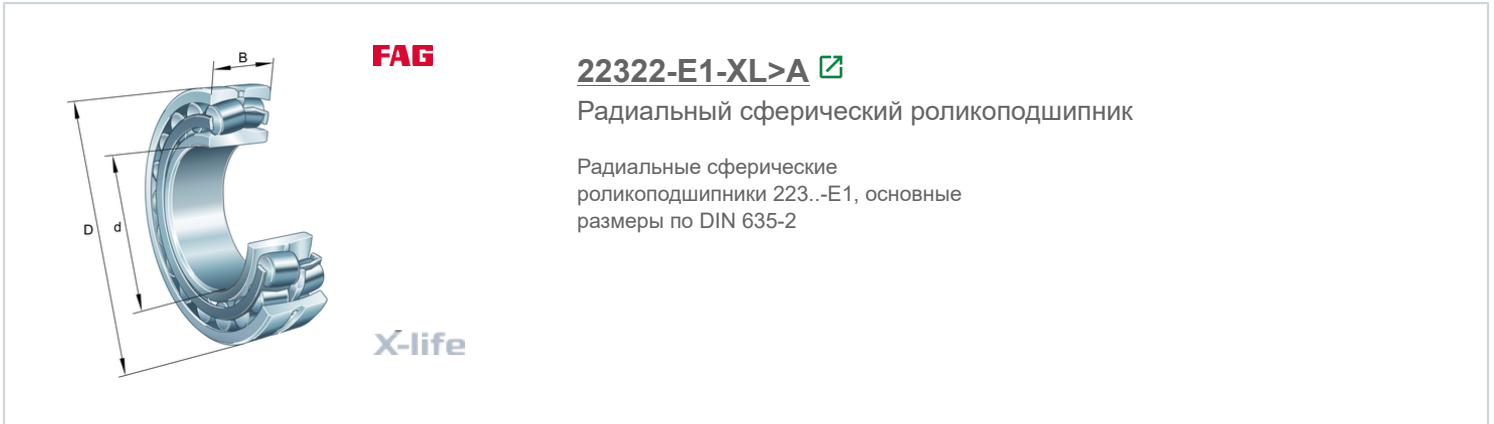 B
FAG
22322-E1-XL>A
Радиальный сферический роликоподшипник
Радиальные сферические
роликоподшипники 223..-E1, основные
размеры по DIN 635-2
D
d
X-life